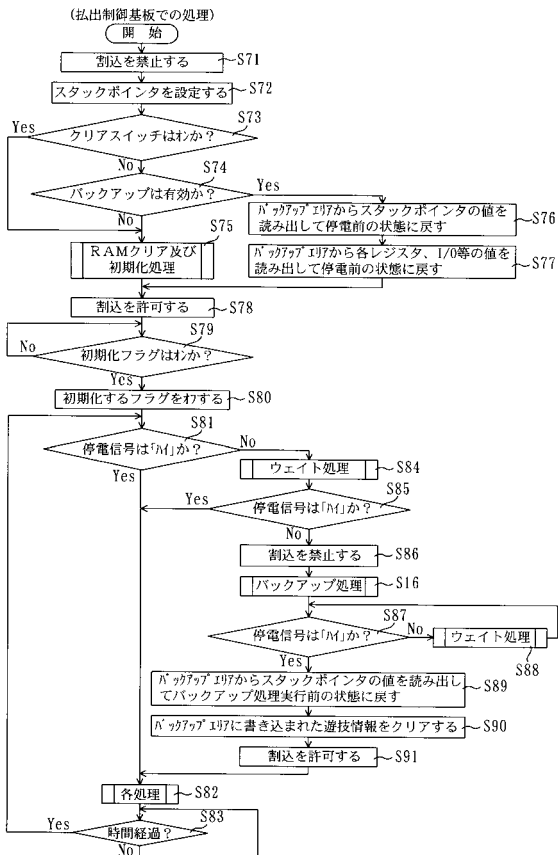 (払出制御基板での処理)
開　始
割込を禁止する
S71
スタックポインタを設定する
S72
S73
Yes
クリアスイッチはｵﾝか？
No
S74
バックアップは有効か？
Yes
No
S75
RAMクリア及び
初期化処理
ﾊﾞｯｸｱｯﾌﾟｴﾘｱからスタックポインタの値を
読み出して停電前の状態に戻す
S76
ﾊﾞｯｸｱｯﾌﾟｴﾘｱから各レジスタ、I/O等の値を
読み出して停電前の状態に戻す
S77
割込を許可する
S78
S79
No
初期化フラグはｵﾝか？
Yes
初期化するフラグをｵﾌする
S80
S81
停電信号は「ﾊｲ」か？
No
Yes
ウェイト処理
S84
S85
Yes
停電信号は「ﾊｲ」か？
No
割込を禁止する
S86
バックアップ処理
S16
S87
停電信号は「ﾊｲ」か？
No
ウェイト処理
S88
Yes
ﾊﾞｯｸｱｯﾌﾟｴﾘｱからスタックポインタの値を読み出し
てバックアップ処理実行前の状態に戻す
S89
ﾊﾞｯｸｱｯﾌﾟｴﾘｱに書き込まれた遊技情報をクリアする
S90
割込を許可する
S91
各処理
S82
S83
Yes
時間経過？
No